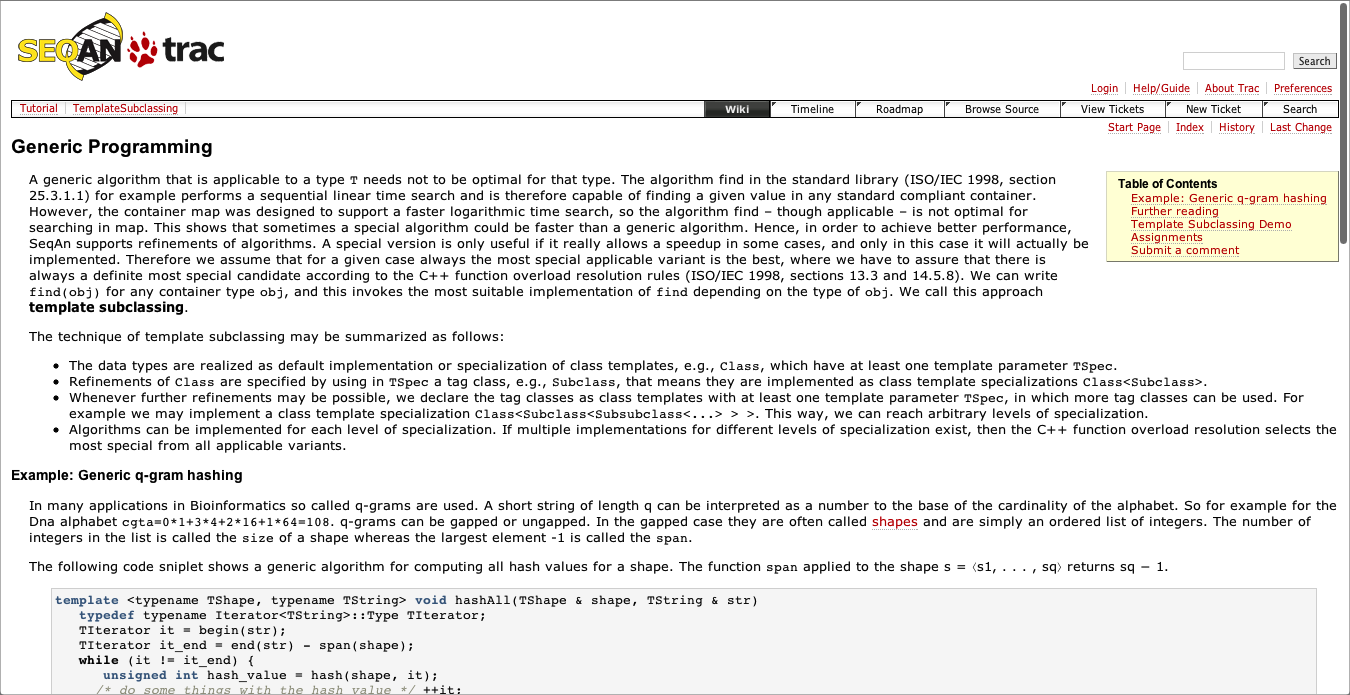 SEQAN trac
Search
Login Help/Guide About Trac Preferences
Tutorial TemplateSubclassing Wiki Timeline Roadmap Browse Source View Tickets New Ticket Search
Start Page Index History Last Change
Generic Programming
A generic algorithm that is applicable to a type T needs not to be optimal for that type. The algorithm find in the standard library (ISO/IEC 1998, section
25.3.1.1) for example performs a sequential linear time search and is therefore capable of finding a given value in any standard compliant container.
However, the container map was designed to support a faster logarithmic time search, so the algorithm find – though applicable – is not optimal for
searching in map. This shows that sometimes a special algorithm could be faster than a generic algorithm. Hence, in order to achieve better performance,
SeqAn supports refinements of algorithms. A special version is only useful if it really allows a speedup in some cases, and only in this case it will actually be
implemented. Therefore we assume that for a given case always the most special applicable variant is the best, where we have to assure that there is
always a definite most special candidate according to the C++ function overload resolution rules (ISO/IEC 1998, sections 13.3 and 14.5.8). We can write
find(obj) for any container type obj, and this invokes the most suitable implementation of find depending on the type of obj. We call this approach
template subclassing.
Table of Contents
Example: Generic q-gram hashing
Further reading
Template Subclassing Demo
Assignments
Submit a comment
The technique of template subclassing may be summarized as follows:
• The data types are realized as default implementation or specialization of class templates, e.g., Class, which have at least one template parameter TSpec.
• Refinements of Class are specified by using in TSpec a tag class, e.g., Subclass, that means they are implemented as class template specializations Class<Subclass>.
• Whenever further refinements may be possible, we declare the tag classes as class templates with at least one template parameter TSpec, in which more tag classes can be used. For
example we may implement a class template specialization Class<Subclass<Subsubclass<...> > >. This way, we can reach arbitrary levels of specialization.
• Algorithms can be implemented for each level of specialization. If multiple implementations for different levels of specialization exist, then the C++ function overload resolution selects the
most special from all applicable variants.
Example: Generic q-gram hashing
In many applications in Bioinformatics so called q-grams are used. A short string of length q can be interpreted as a number to the base of the cardinality of the alphabet. So for example for the
Dna alphabet cgta=0*1+3*4+2*16+1*64=108. q-grams can be gapped or ungapped. In the gapped case they are often called shapes and are simply an ordered list of integers. The number of
integers in the list is called the size of a shape whereas the largest element -1 is called the span.
The following code sniplet shows a generic algorithm for computing all hash values for a shape. The function span applied to the shape s = ⟨s1, . . . , sq⟩ returns sq − 1.
template <typename TShape, typename TString> void hashAll(TShape & shape, TString & str)
typedef typename Iterator<TString>::Type TIterator;
TIterator it = begin(str);
TIterator it_end = end(str) - span(shape);
while (it != it_end) {
unsigned int hash_value = hash(shape, it);
/* do some things with the hash value */ ++it;